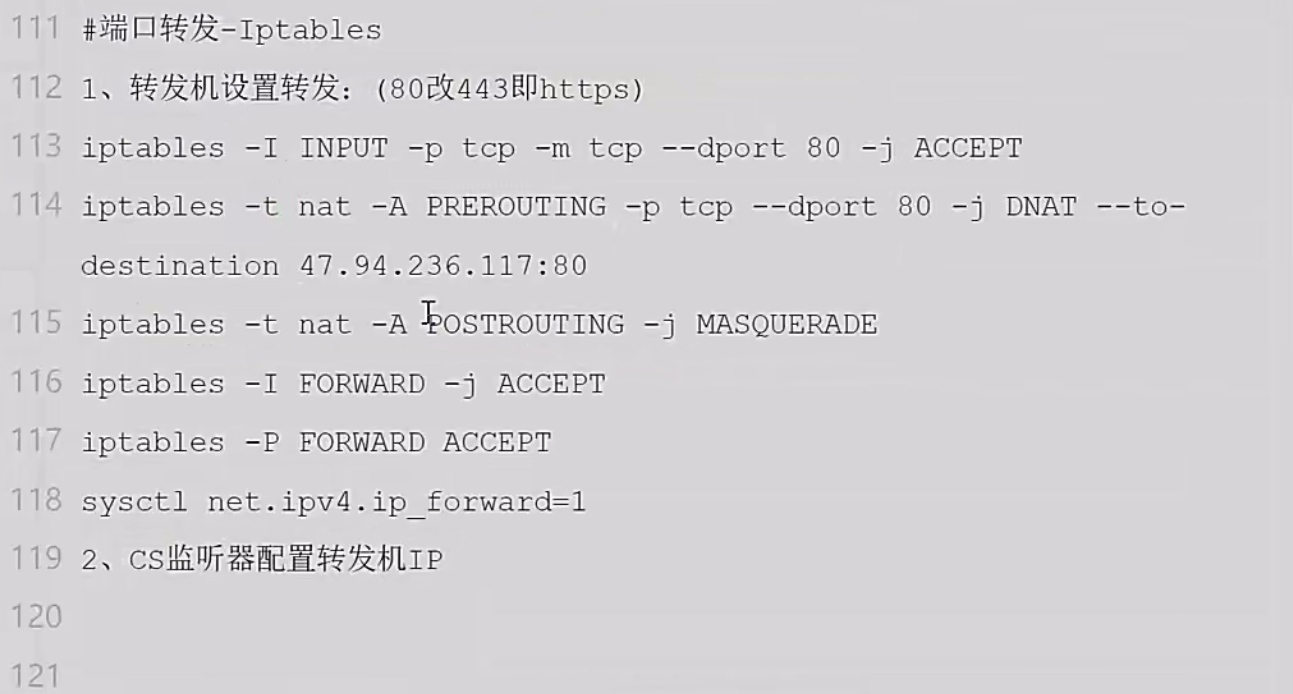 111 #端口转发-Iptables
112 1、转发机设置转发：(80改443即https)
113 iptables -I INPUT -p tcp -m tcp --dport 80 -j ACCEPT
114 iptables -t nat -A PREROUTING -p tcp --dport 80 -j DNAT --to-
destination 47.94.236.117:80
115 iptables -t nat -A POSTROUTING -j MASQUERADE
116 iptables -I FORWARD -j ACCEPT
117 iptables -P FORWARD ACCEPT
118 sysctl net.ipv4.ip_forward=1
119 2、CS监听器配置转发机IP
120
121